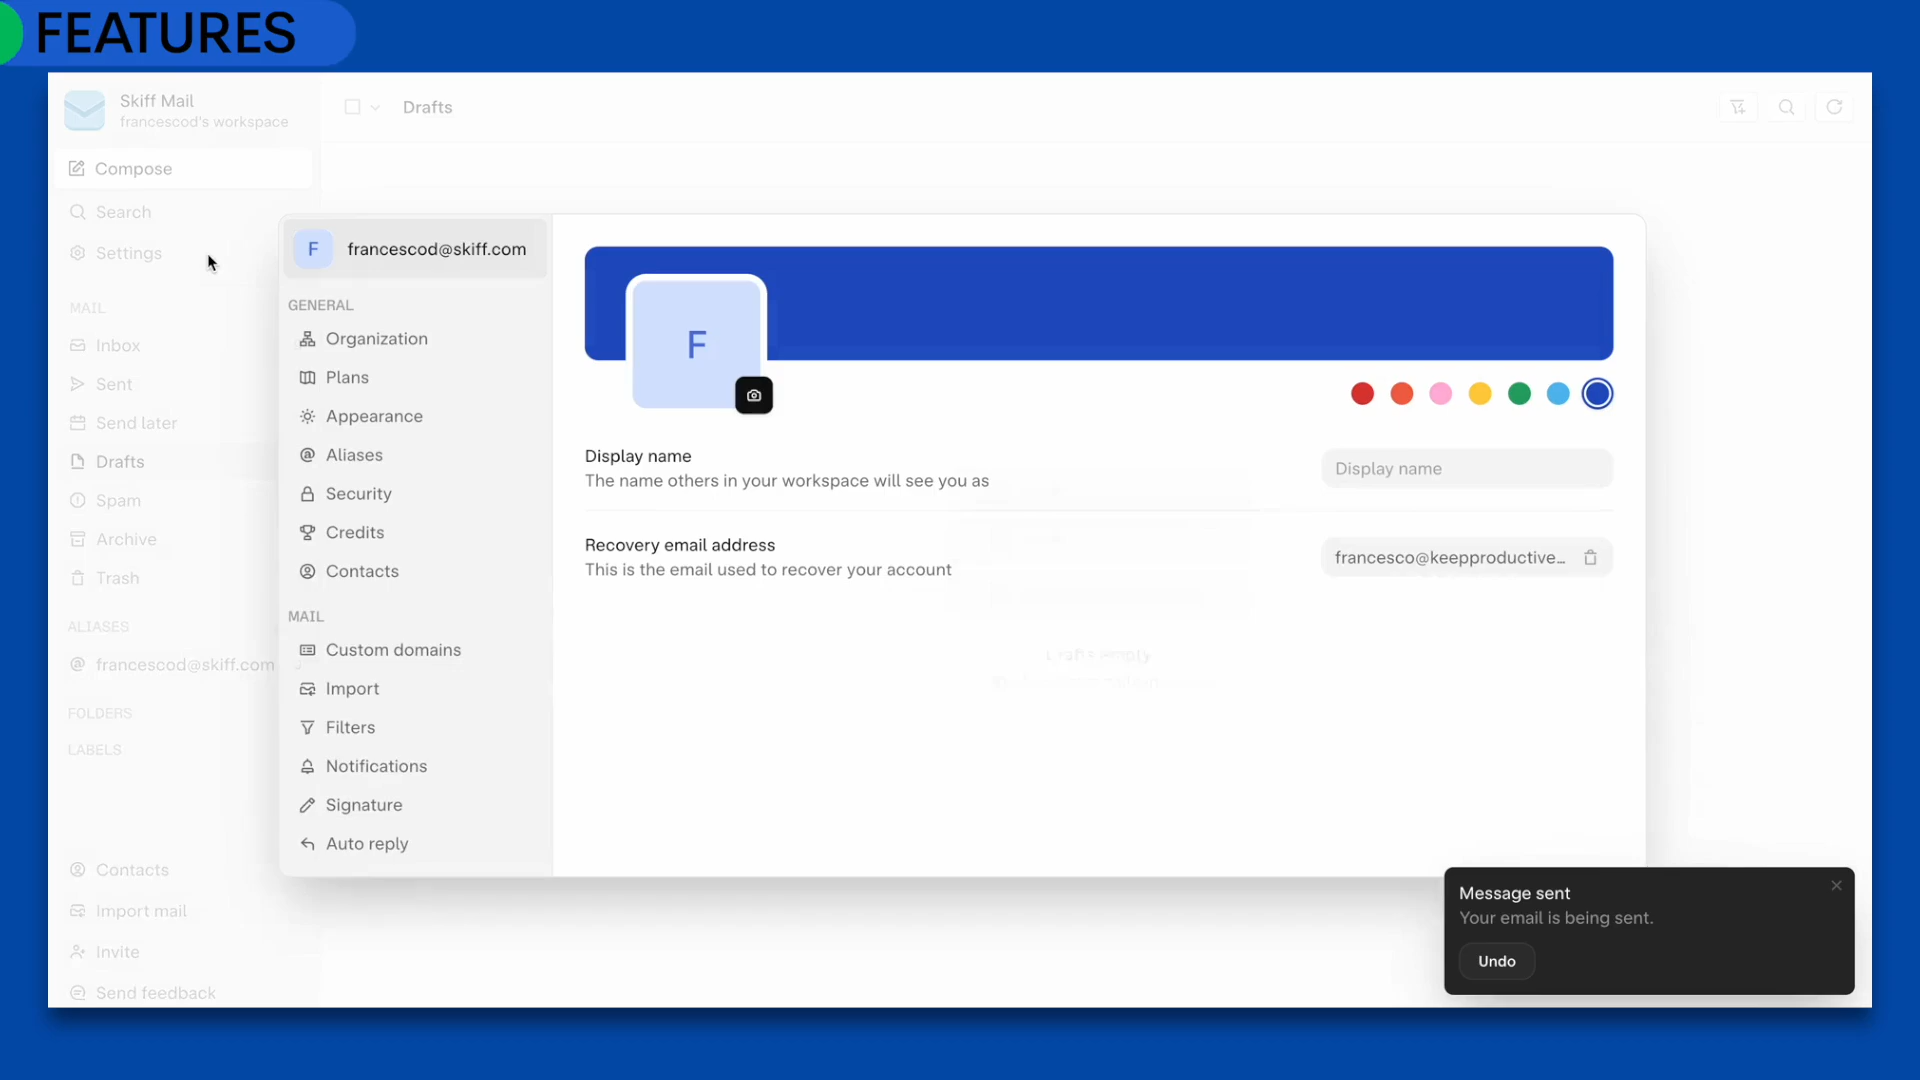 FEATURES
Skiff Mail
francescod's workspace
Drafts
Compose
Search
Settings
MAIL
Inbox
Sent
Send later
Drafts
Spam
Archive
Trash
ALIASES
francescod@skiff.com
FOLDERS
LABELS
Contacts
Import mail
Invite
Send feedback
F
francescod@skiff.com
GENERAL
Organization
Plans
Appearance
Aliases
Security
Credits
Contacts
MAIL
Custom domains
Import
Filters
Notifications
Signature
Auto reply
F
Display name
The name others in your workspace will see you as
Display name
Recovery email address
This is the email used to recover your account
francesco@keepproductive...
Drafts empty
Message sent
Your email is being sent.
Undo